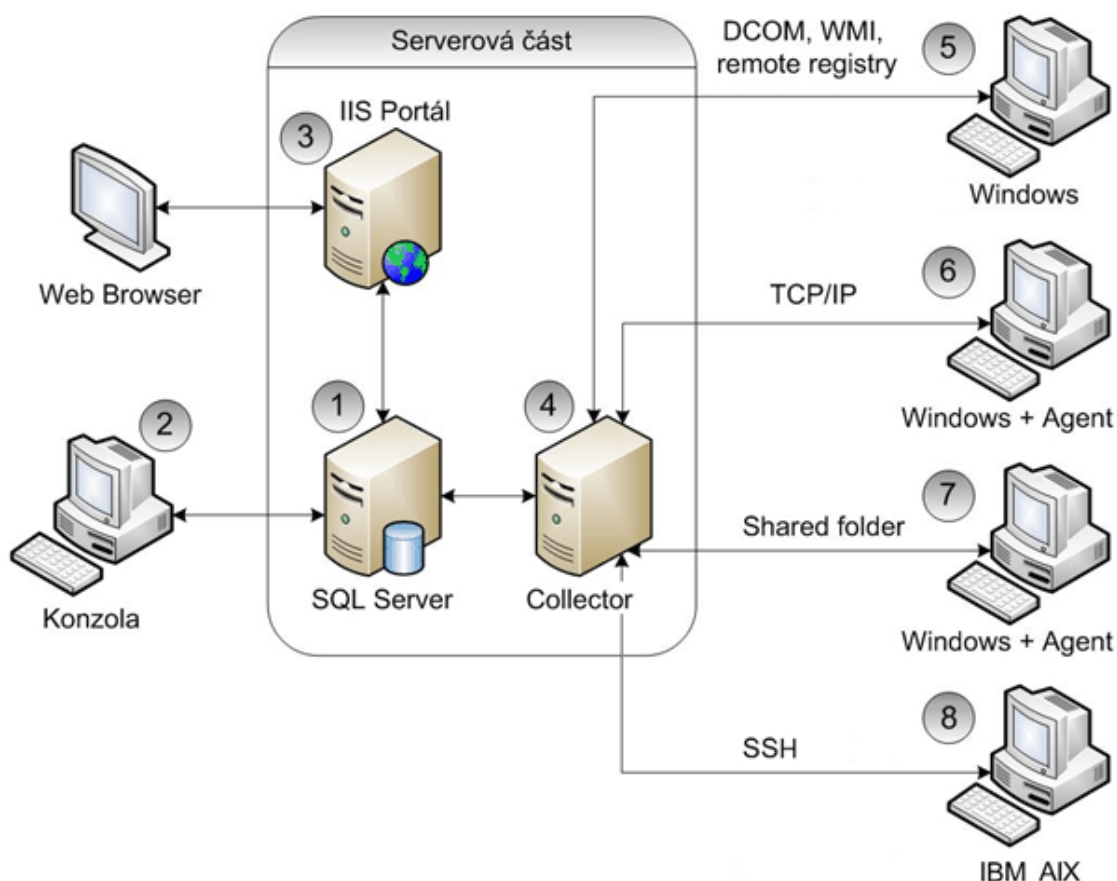 Serverová část
DCOM, WMI,
remote registry
5
IIS Portál
3
Windows
Web Browser
6
TCP/IP
Windows + Agent
1
4
2
7
Shared folder
SQL Server
Collector
Konzola
Windows + Agent
8
SSH
IBM AIX